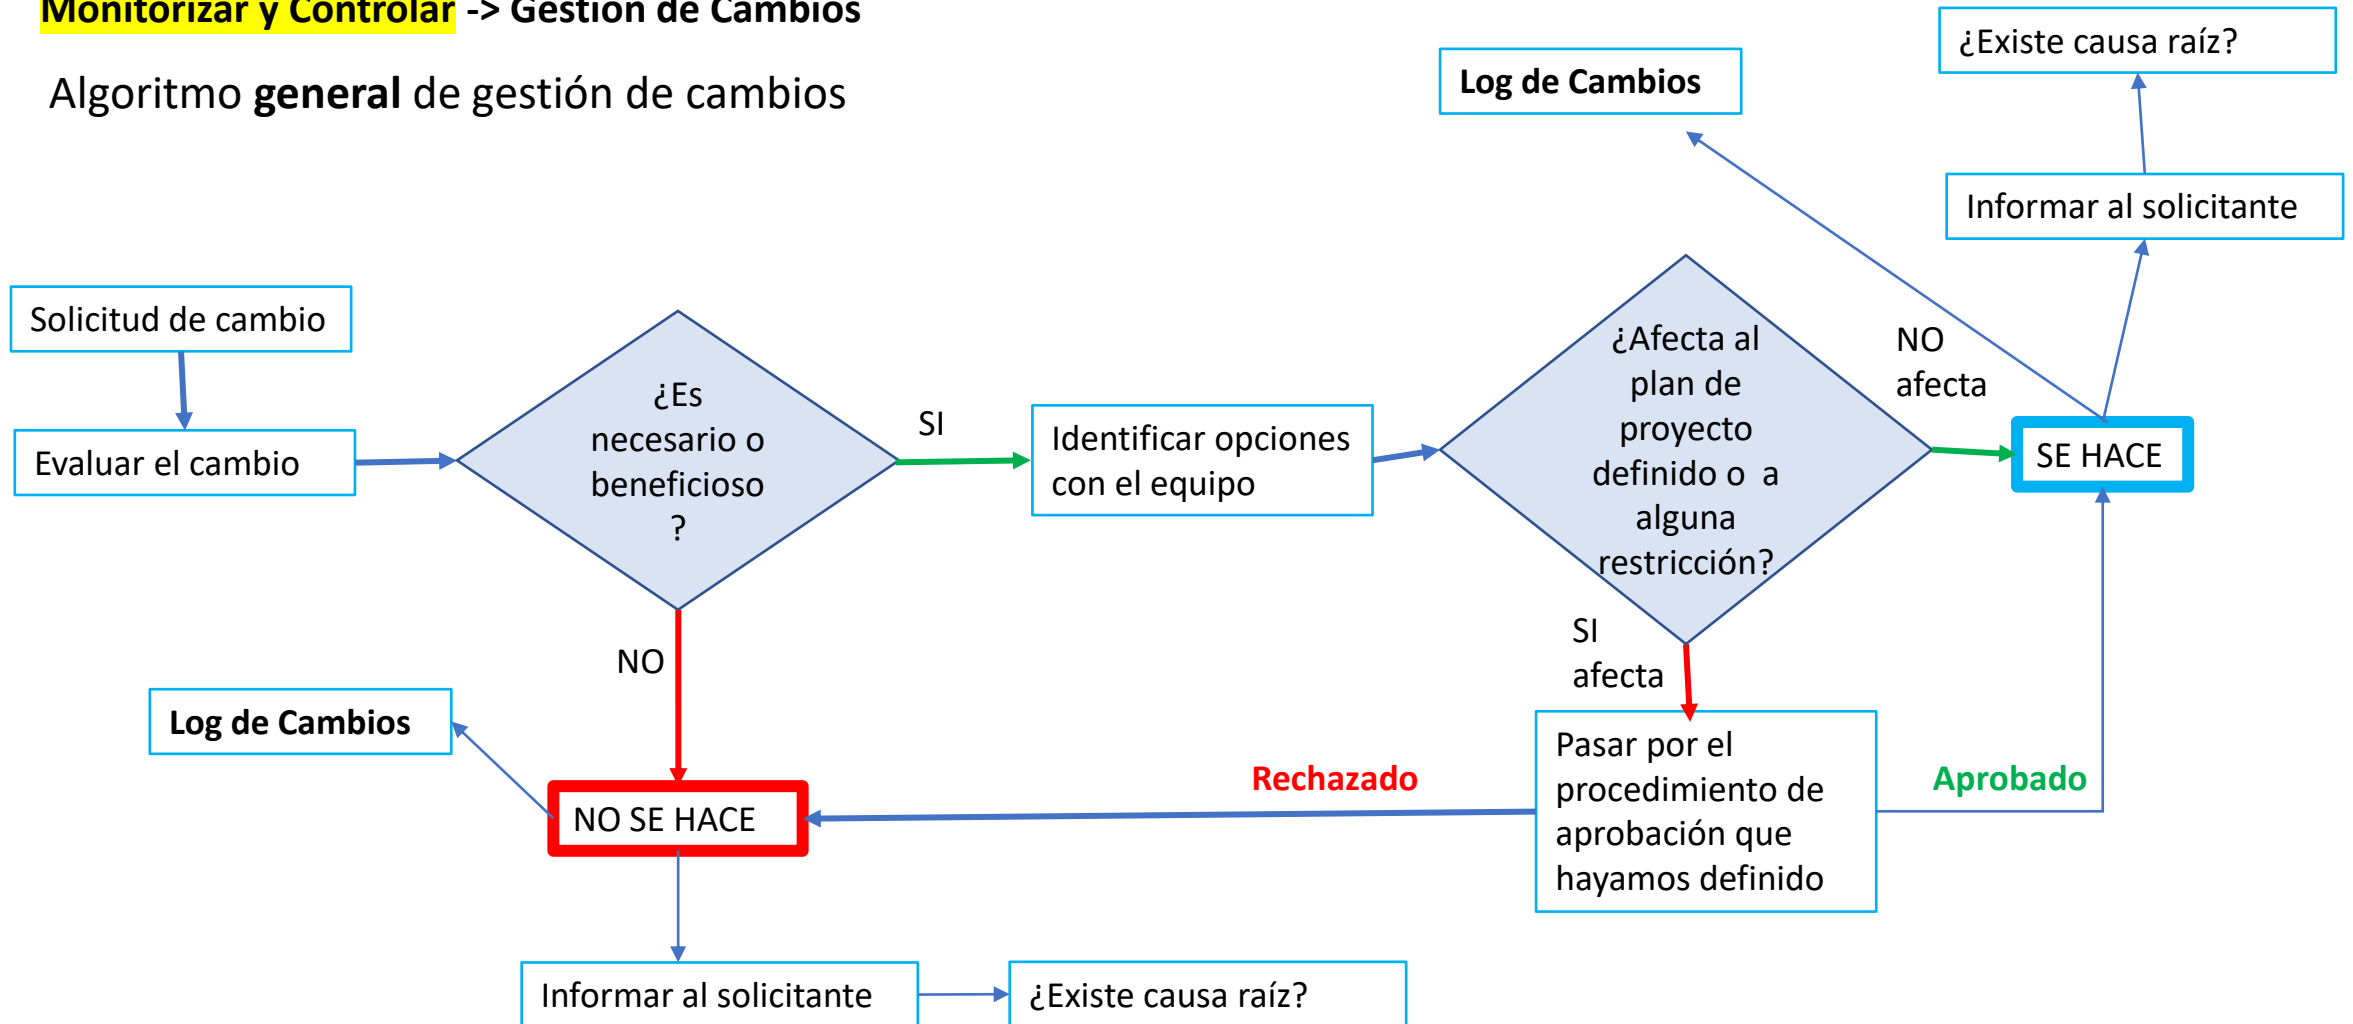 Monitorizar y Controlar -> Gestión de Cambios
Algoritmo general de gestión de cambios
¿Existe causa raíz?
Log de Cambios
Informar al solicitante
Solicitud de cambio
Evaluar el cambio
¿Es
necesario o
beneficioso
?
SI
Identificar opciones
con el equipo
¿Afecta al
plan de
proyecto
definido o a
alguna
restricción?
NO
afecta
SE HACE
NO
SI
afecta
Log de Cambios
NO SE HACE
Rechazado
Pasar por el
procedimiento de
aprobación que
hayamos definido
Aprobado
Informar al solicitante
¿Existe causa raíz?